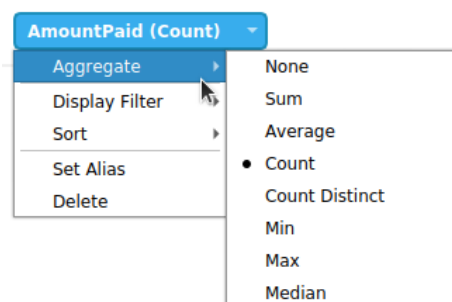 AmountPaid (Count)
Aggregate
Display Filter
Sort
Set Alias
Delete
None
Sum
Average
Count
Count Distinct
Min
Max
Median